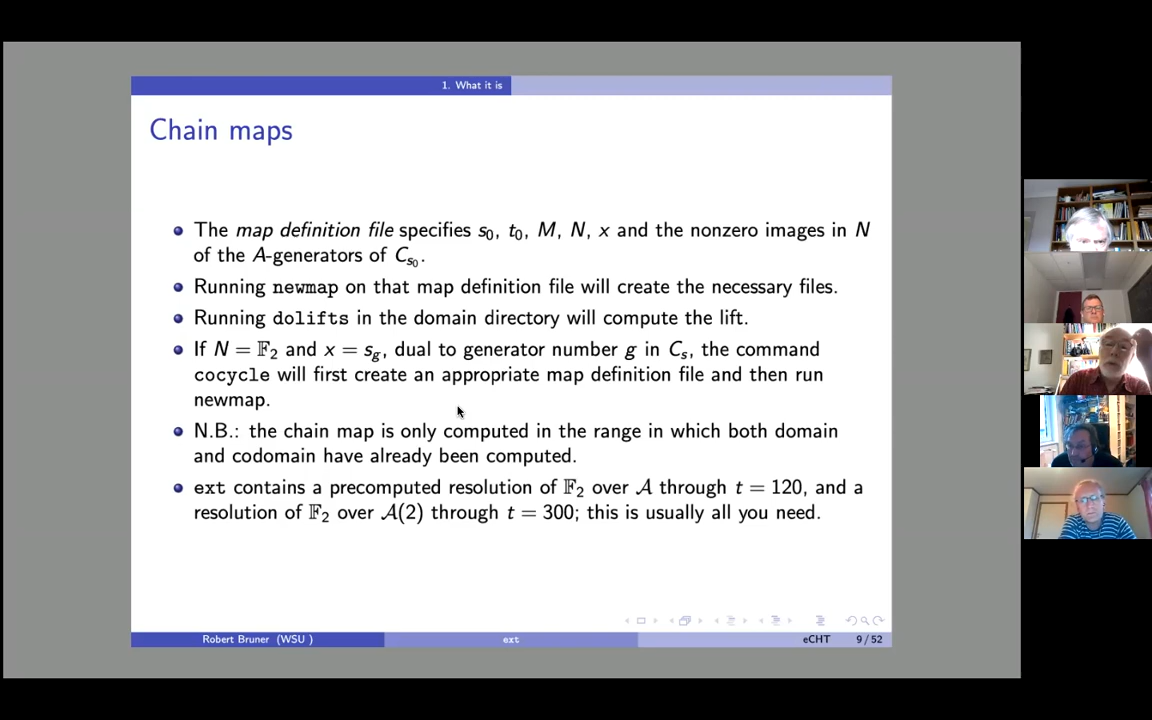 1. What it is
Chain maps
• The map definition file specifies s₀, t₀, M, N, x and the nonzero images in N
of the A-generators of C_{s₀}.
• Running newmap on that map definition file will create the necessary files.
• Running dolifts in the domain directory will compute the lift.
• If N = 𝔽₂ and x = s_g, dual to generator number g in C_s, the command
cocycle will first create an appropriate map definition file and then run
newmap.
• N.B.: the chain map is only computed in the range in which both domain
and codomain have already been computed.
• ext contains a precomputed resolution of 𝔽₂ over 𝒜 through t = 120, and a
resolution of 𝔽₂ over 𝒜(2) through t = 300; this is usually all you need.
Robert Bruner (WSU ) ext eCHT 9 / 52